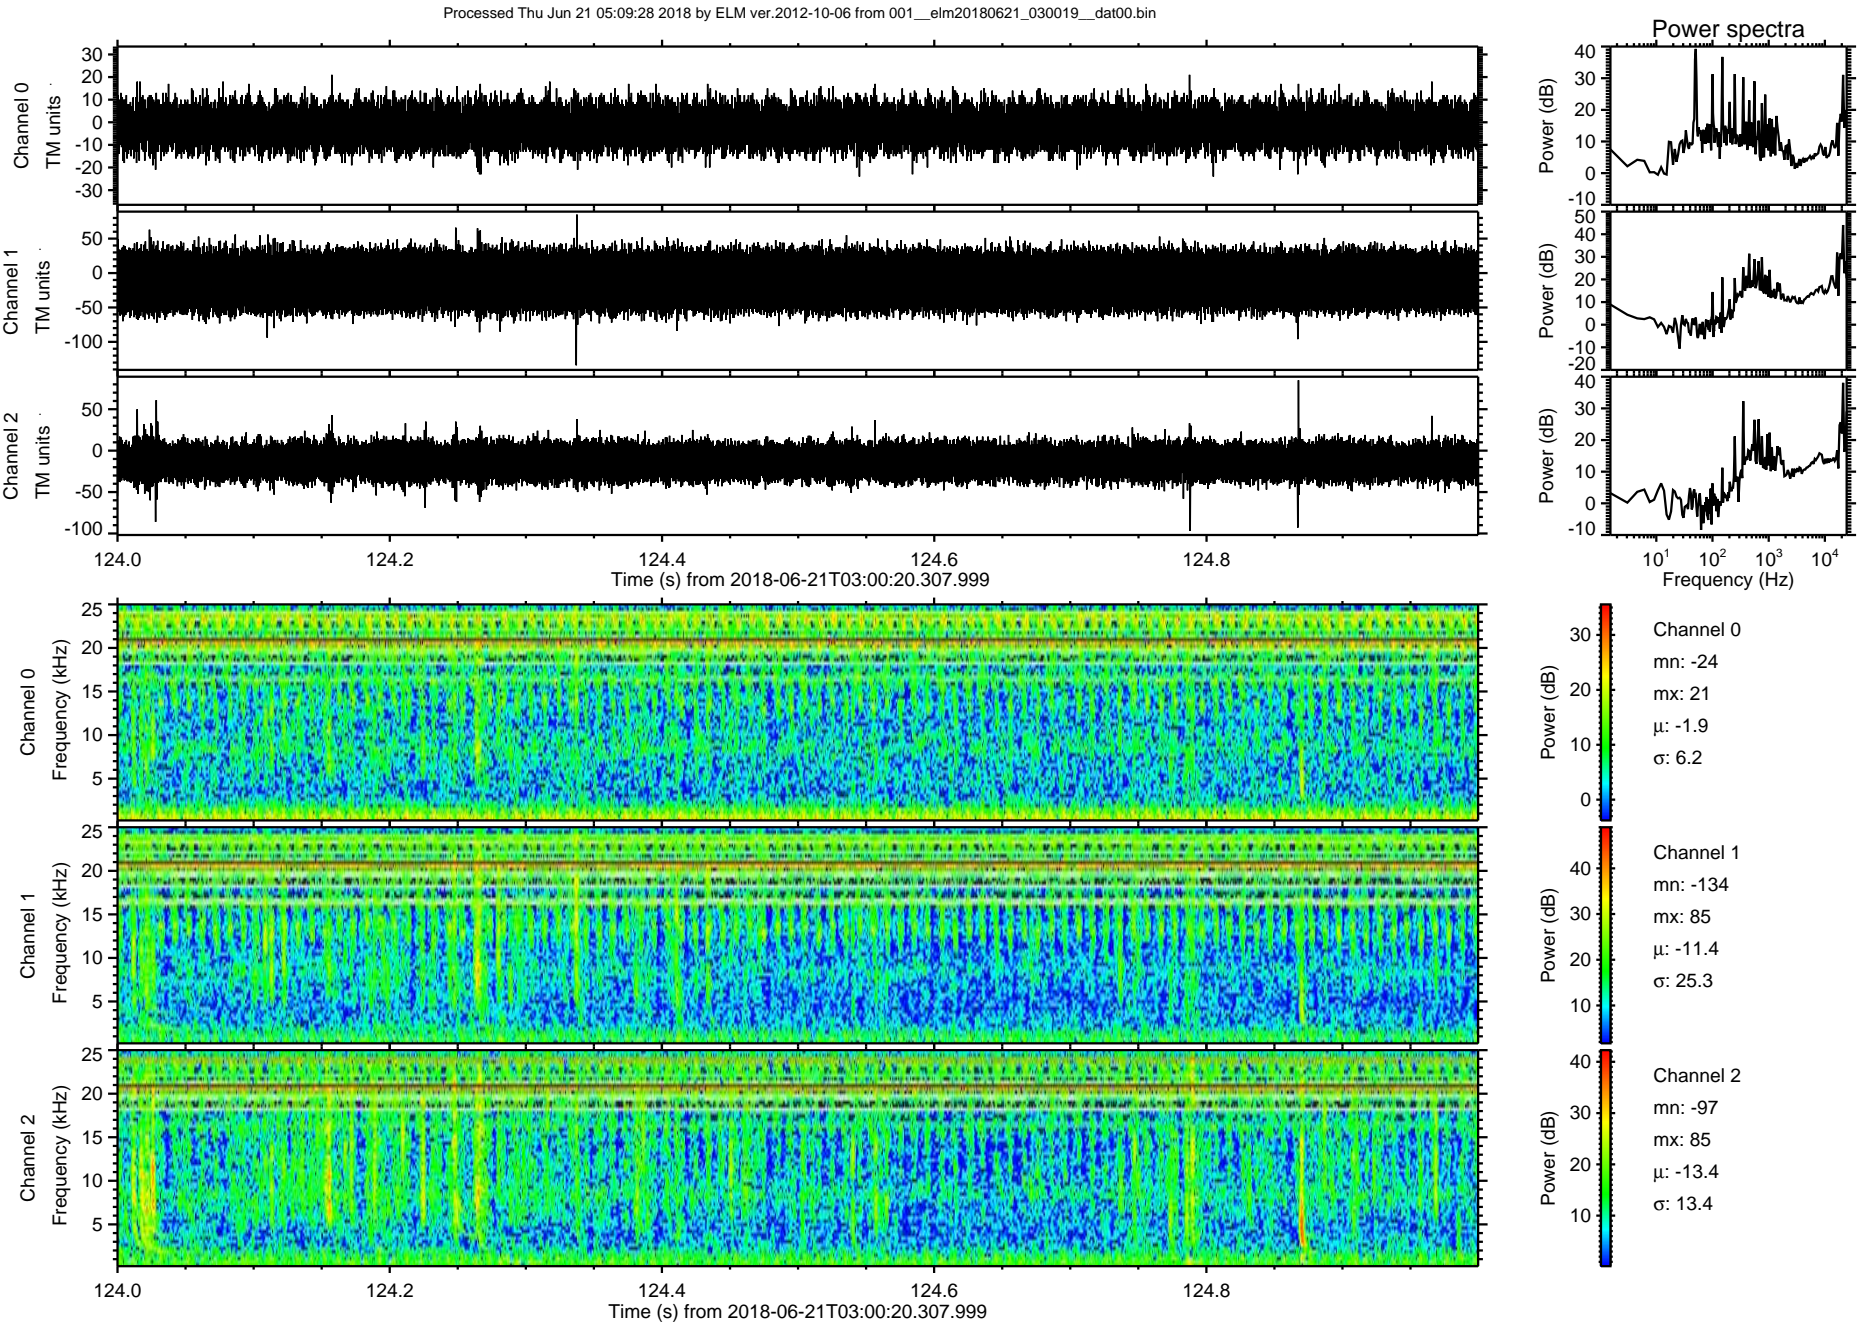 Processed Thu Jun 21 05:09:28 2018 by ELM ver.2012-10-06 from 001__elm20180621_030019__dat00.bin
Power spectra
Channel 0
TM units
30
20
10
0
-10
-20
-30
Power (dB)
40
30
20
10
0
-10
Channel 1
TM units
50
0
-50
-100
Power (dB)
50
40
30
20
10
0
-10
-20
Channel 2
TM units
50
0
-50
-100
Power (dB)
40
30
20
10
0
-10
124.0 124.2 124.4 124.6 124.8
Time (s) from 2018-06-21T03:00:20.307.999
10^1 10^2 10^3 10^4
Frequency (Hz)
Channel 0
Frequency (kHz)
25
20
15
10
5
Power (dB)
30
20
10
0
Channel 0
mn: -24
mx: 21
μ: -1.9
σ: 6.2
Channel 1
Frequency (kHz)
25
20
15
10
5
Power (dB)
40
30
20
10
Channel 1
mn: -134
mx: 85
μ: -11.4
σ: 25.3
Channel 2
Frequency (kHz)
25
20
15
10
5
Power (dB)
40
30
20
10
Channel 2
mn: -97
mx: 85
μ: -13.4
σ: 13.4
124.0 124.2 124.4 124.6 124.8
Time (s) from 2018-06-21T03:00:20.307.999